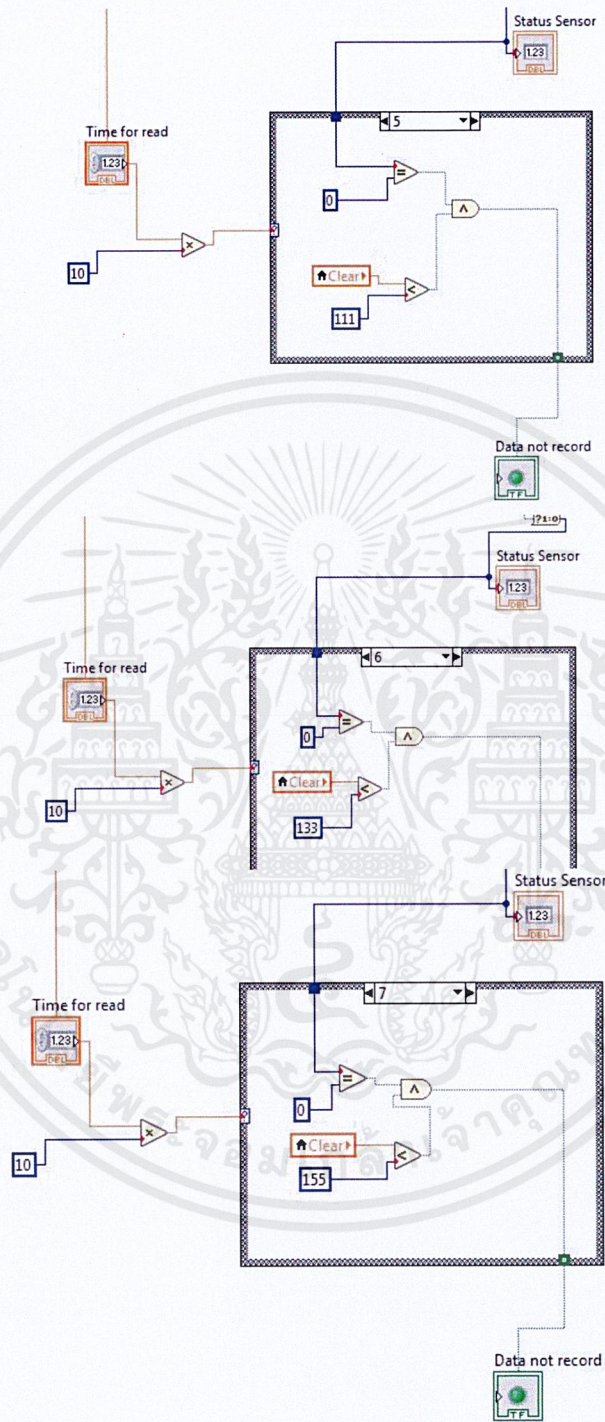 Status Sensor
1.23
DBL
5
Time for read
1.23
DBL
=
0
∧
×
10
Clear
<
111
Data not record
TF
?1:0
Status Sensor
1.23
DBL
6
Time for read
1.23
DBL
=
0
∧
×
10
Clear
<
133
Status Sensor
1.23
DBL
7
Time for read
1.23
DBL
=
0
∧
×
10
Clear
<
155
Data not record
TF